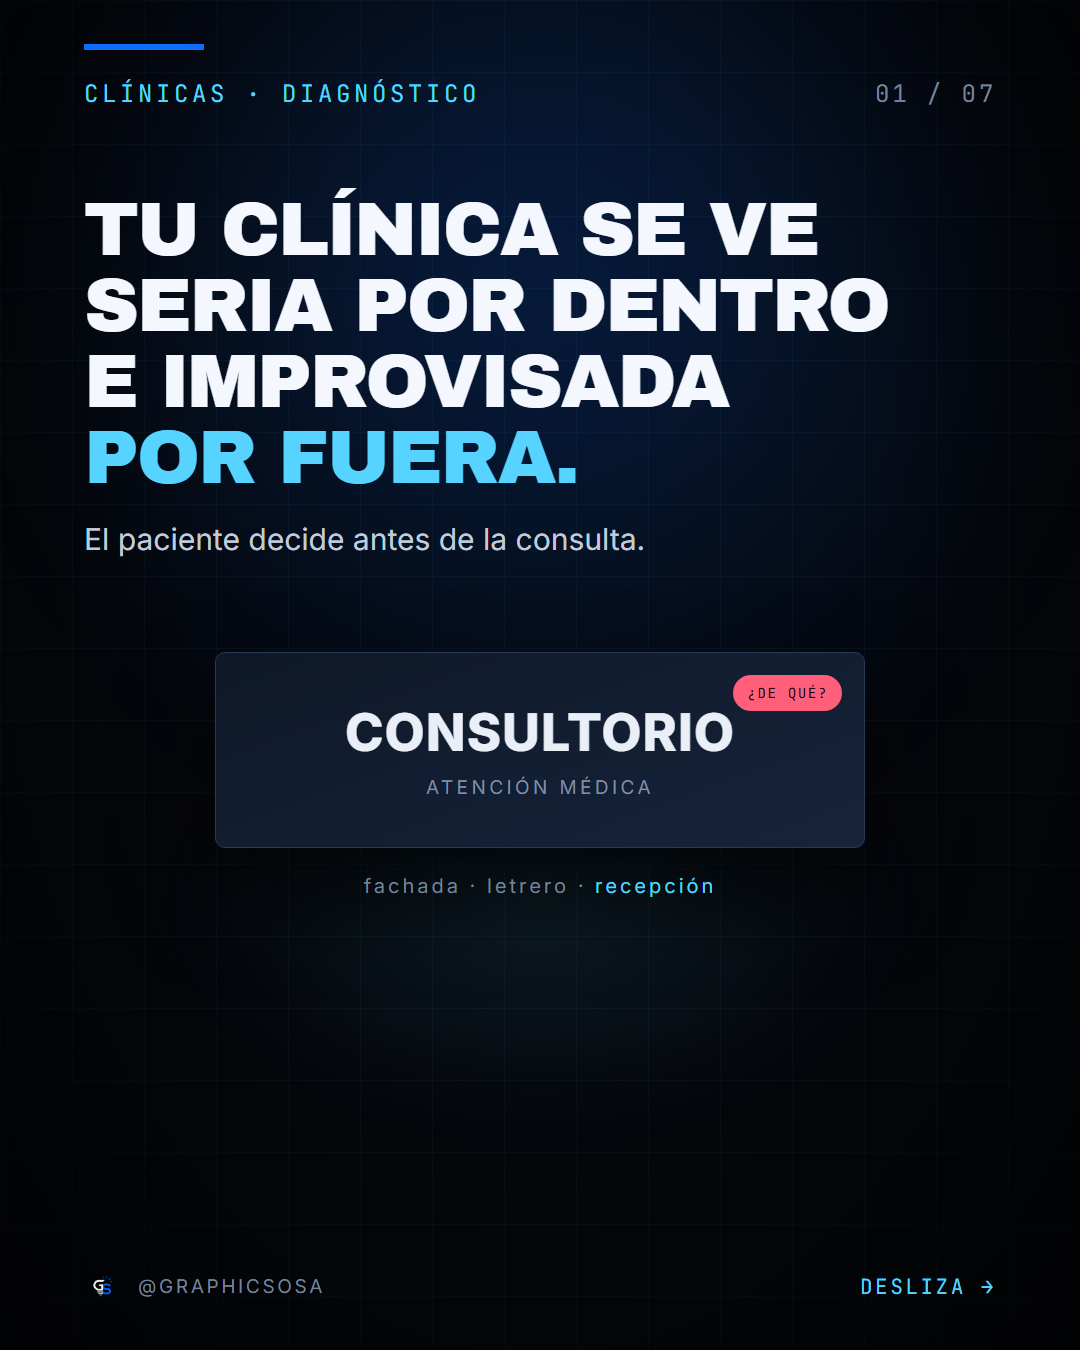 CLÍNICAS · DIAGNÓSTICO
01 / 07
TU CLÍNICA SE VE
SERIA POR DENTRO
E IMPROVISADA
POR FUERA.
El paciente decide antes de la consulta.
¿DE QUÉ?
CONSULTORIO
ATENCIÓN MÉDICA
fachada · letrero · recepción
GS
@GRAPHICSOSA
DESLIZA →